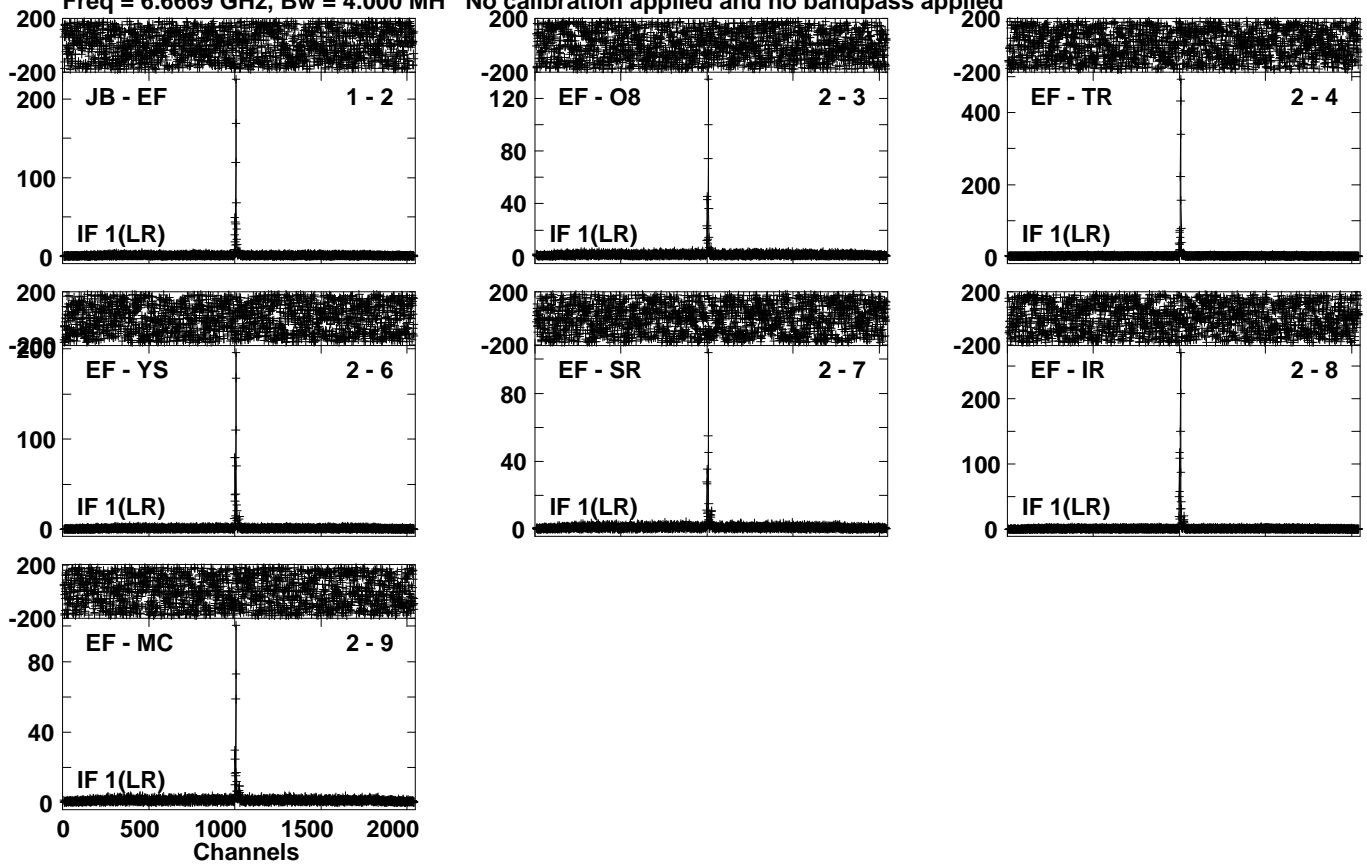 Freq = 6.6669 GHz, Bw = 4.000 MH No calibration applied and no bandpass applied
200 200 200
-200 -200 -200
JB - EF 1 - 2 EF - O8 2 - 3 EF - TR 2 - 4
200 120 400
100 80 200
40
IF 1(LR) IF 1(LR) IF 1(LR)
0 0 0
200 200 200
-200 -200 -200
200
EF - YS 2 - 6 EF - SR 2 - 7 EF - IR 2 - 8
100 80 200
40 100
IF 1(LR) IF 1(LR) IF 1(LR)
0 0 0
200
-200
EF - MC 2 - 9
80
40
IF 1(LR)
0
0 500 1000 1500 2000
Channels